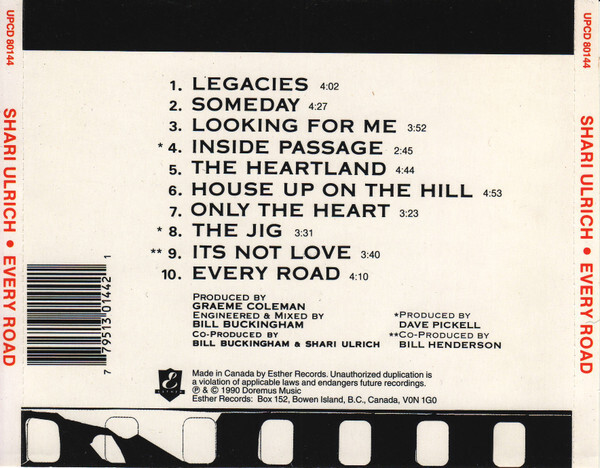 UPCD 80144
SHARI ULRICH • EVERY ROAD
1. LEGACIES 4:02
2. SOMEDAY 4:27
3. LOOKING FOR ME 3:52
* 4. INSIDE PASSAGE 2:45
5. THE HEARTLAND 4:44
6. HOUSE UP ON THE HILL 4:53
7. ONLY THE HEART 3:23
* 8. THE JIG 3:31
** 9. ITS NOT LOVE 3:40
10. EVERY ROAD 4:10
PRODUCED BY
GRAEME COLEMAN
ENGINEERED & MIXED BY
BILL BUCKINGHAM
CO-PRODUCED BY
BILL BUCKINGHAM & SHARI ULRICH
*PRODUCED BY
DAVE PICKELL
**CO-PRODUCED BY
BILL HENDERSON
7 79513 01442 1
E
ESTHER
Made in Canada by Esther Records. Unauthorized duplication is
a violation of applicable laws and endangers future recordings.
℗ & © 1990 Doremus Music
Esther Records: Box 152, Bowen Island, B.C., Canada, V0N 1G0
UPCD 80144
SHARI ULRICH • EVERY ROAD